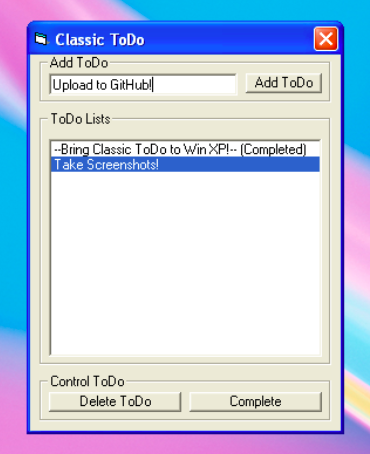 Classic ToDo
Add ToDo
Upload to GitHub!
Add ToDo
ToDo Lists
--Bring Classic ToDo to Win XP!-- (Completed)
Take Screenshots!
Control ToDo
Delete ToDo
Complete